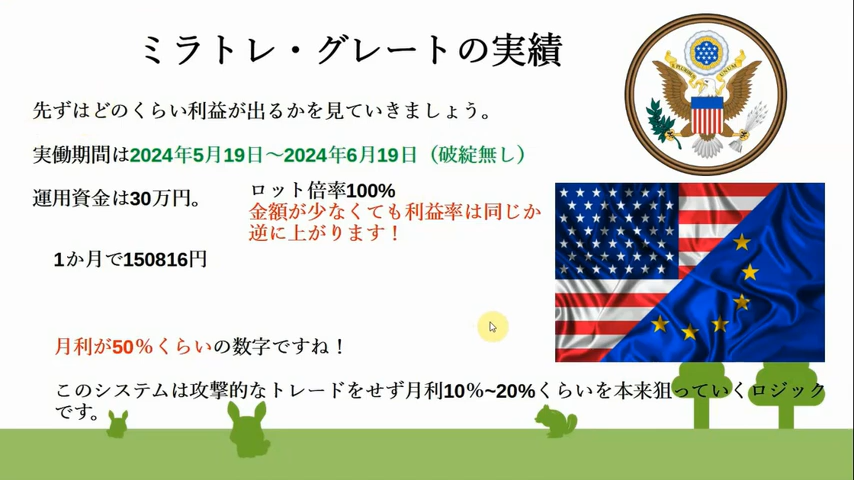 ミラトレ・グレートの実績
先ずはどのくらい利益が出るかを見ていきましょう。
実働期間は2024年5月19日～2024年6月19日（破綻無し）
運用資金は30万円。
ロット倍率100%
金額が少なくても利益率は同じか
逆に上がります！
1か月で150816円
月利が50％くらいの数字ですね！
このシステムは攻撃的なトレードをせず月利10%~20%くらいを本来狙っていくロジック
です。